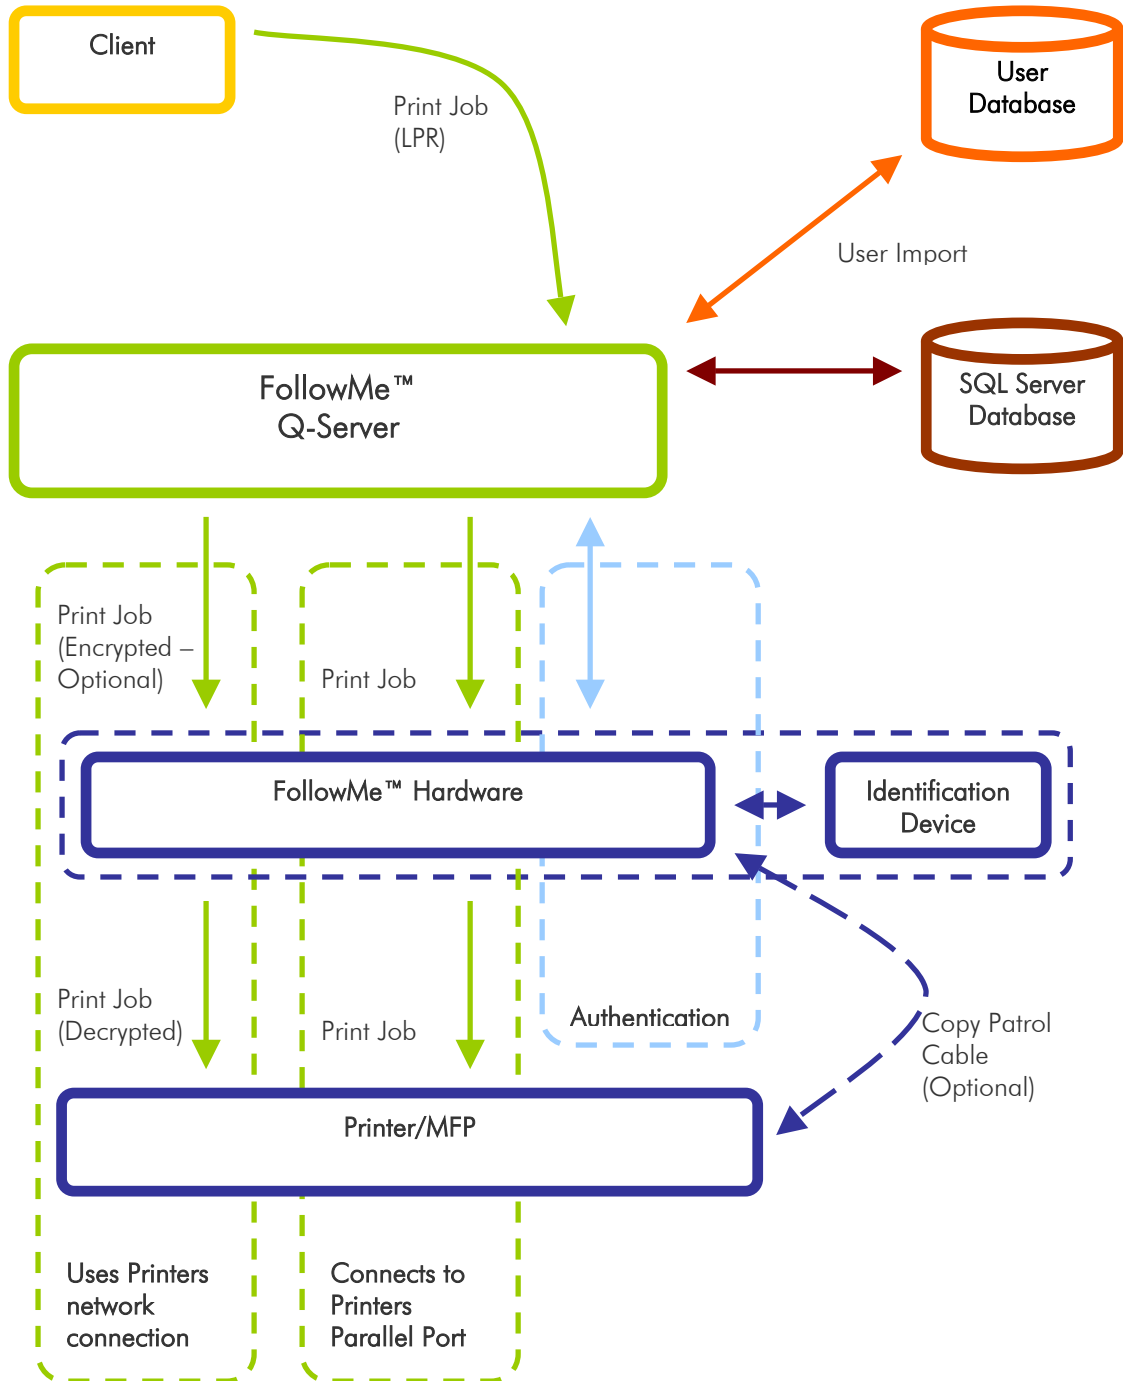 Client
User
Database
Print Job
(LPR)
User Import
FollowMe™
Q-Server
SQL Server
Database
Print Job
(Encrypted –
Optional)
Print Job
FollowMe™ Hardware
Identification
Device
Print Job
(Decrypted)
Print Job
Authentication
Copy Patrol
Cable
(Optional)
Printer/MFP
Uses Printers
network
connection
Connects to
Printers
Parallel Port